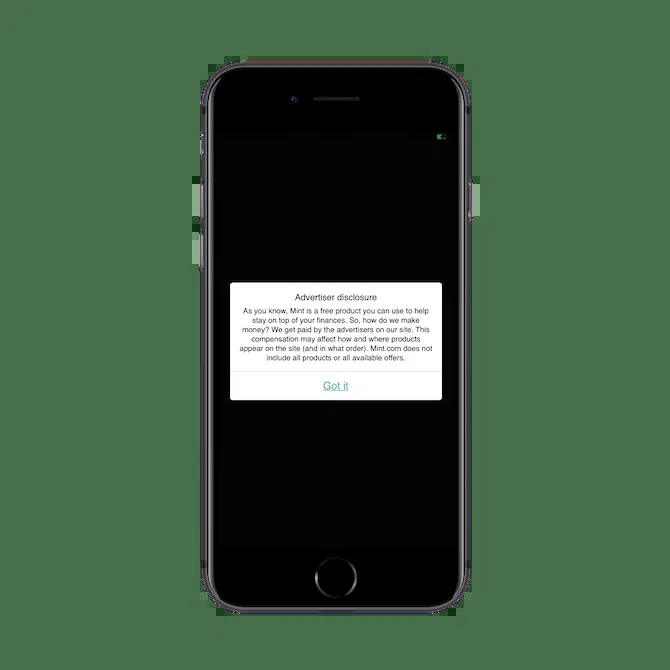 Advertiser disclosure
As you know, Mint is a free product you can use to help
stay on top of your finances. So, how do we make
money? We get paid by the advertisers on our site. This
compensation may affect how and where products
appear on the site (and in what order). Mint.com does not
include all products or all available offers.
Got it